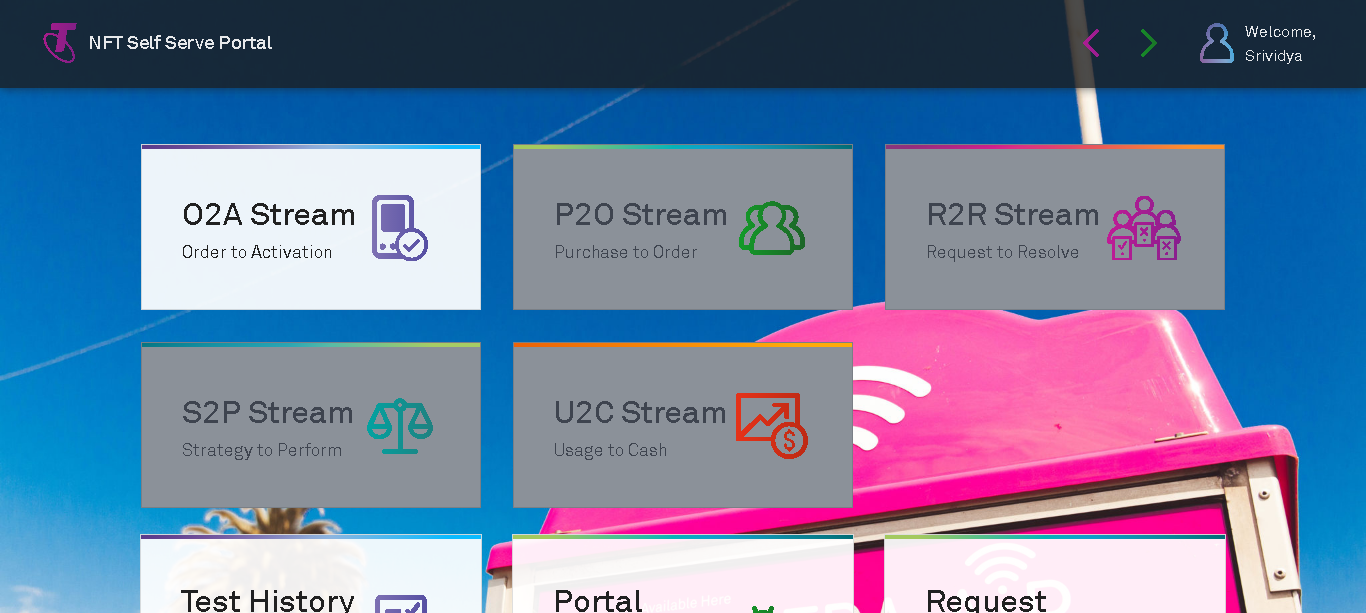 NFT Self Serve Portal
Welcome,
Srividya
O2A Stream
Order to Activation
P2O Stream
Purchase to Order
R2R Stream
Request to Resolve
S2P Stream
Strategy to Perform
U2C Stream
Usage to Cash
$
Test History
Portal
Request
Available Here